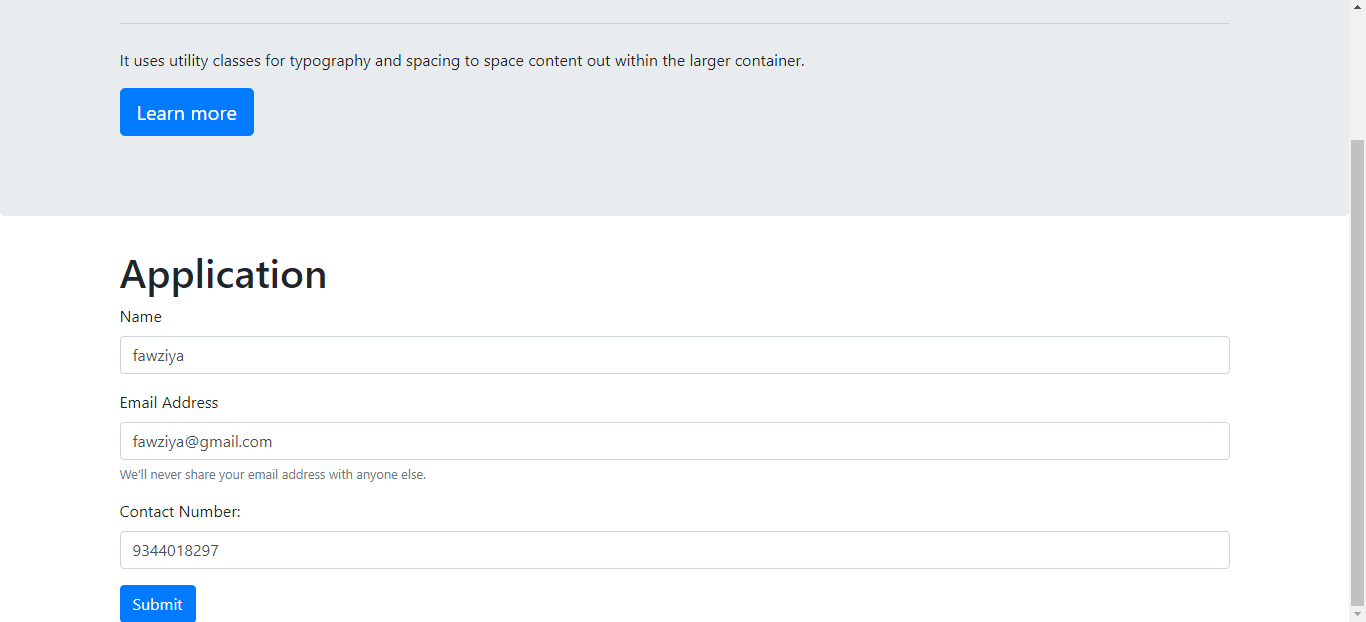 It uses utility classes for typography and spacing to space content out within the larger container.
Learn more
Application
Name
fawziya
Email Address
fawziya@gmail.com
We'll never share your email address with anyone else.
Contact Number:
9344018297
Submit